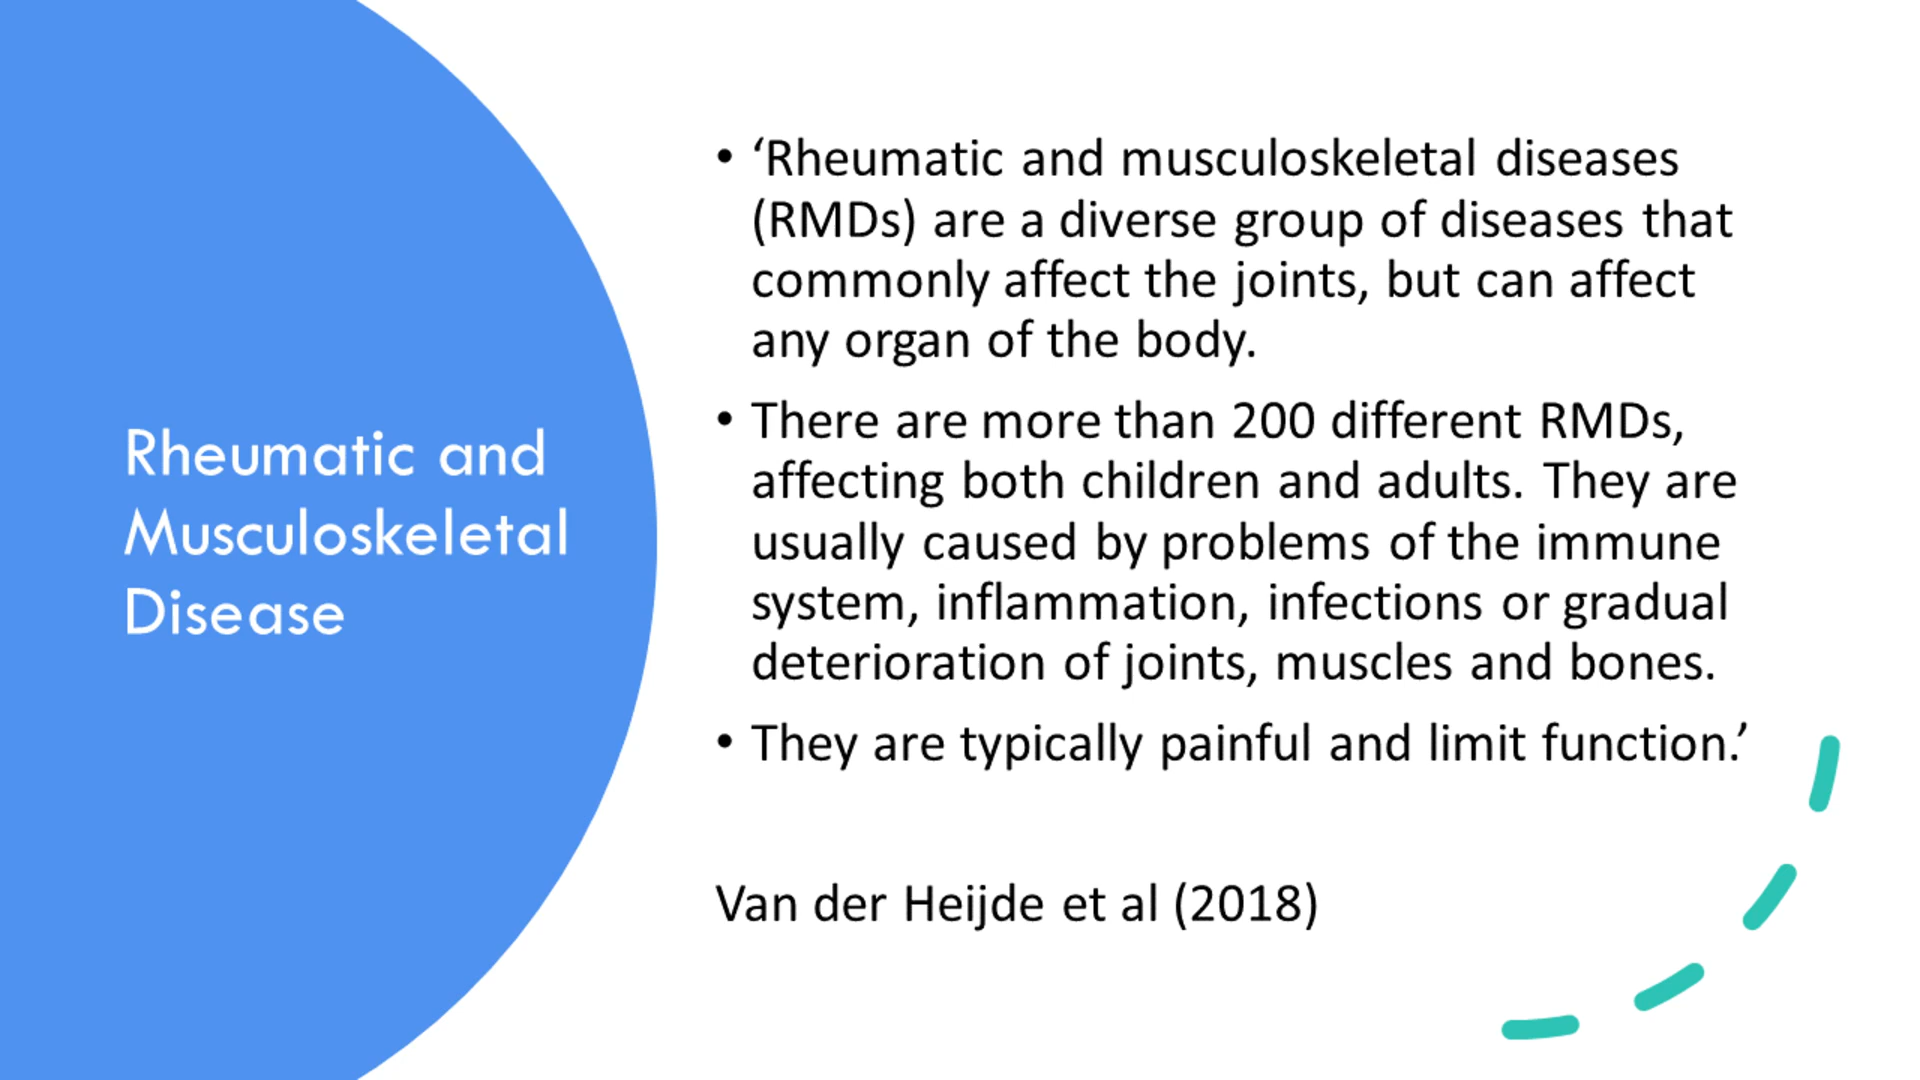 Rheumatic and
Musculoskeletal
Disease
• ‘Rheumatic and musculoskeletal diseases
(RMDs) are a diverse group of diseases that
commonly affect the joints, but can affect
any organ of the body.
• There are more than 200 different RMDs,
affecting both children and adults. They are
usually caused by problems of the immune
system, inflammation, infections or gradual
deterioration of joints, muscles and bones.
• They are typically painful and limit function.’
Van der Heijde et al (2018)